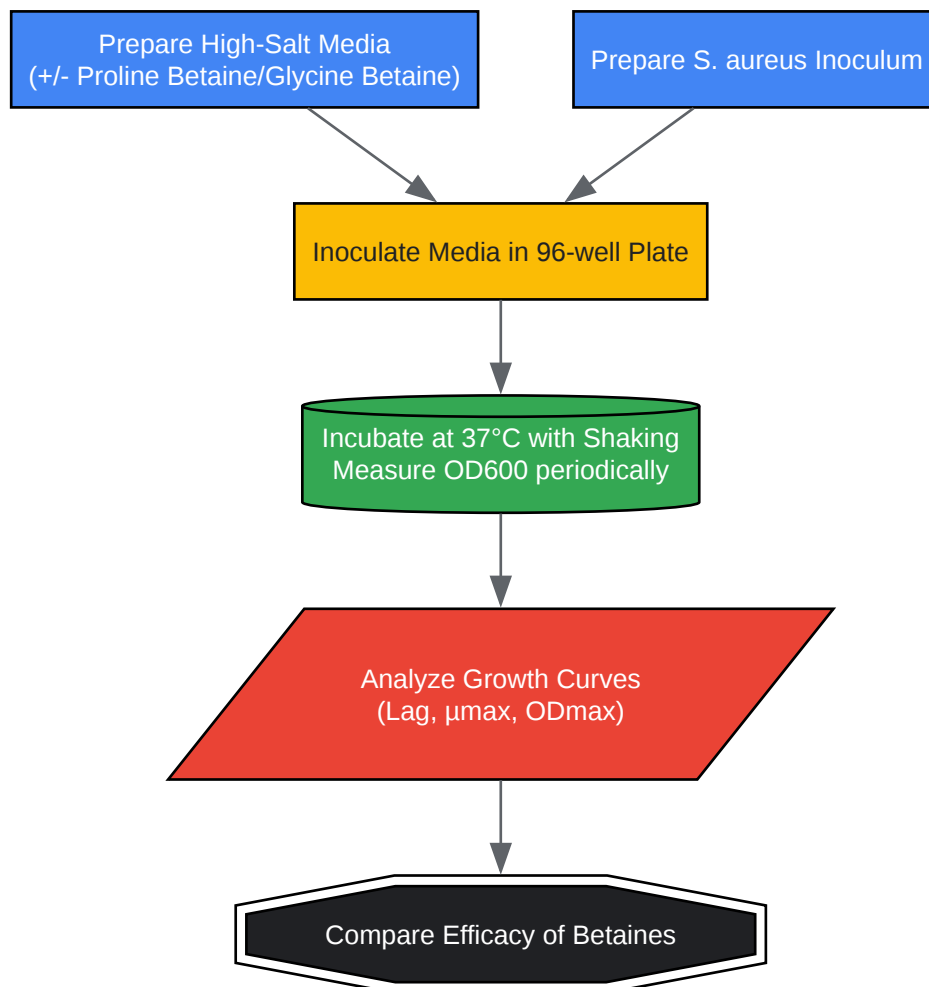 Prepare High-Salt Media
(+/- Proline Betaine/Glycine Betaine)
Prepare S. aureus Inoculum
Inoculate Media in 96-well Plate
Incubate at 37°C with Shaking
Measure OD600 periodically
Analyze Growth Curves
(Lag, µmax, ODmax)
Compare Efficacy of Betaines